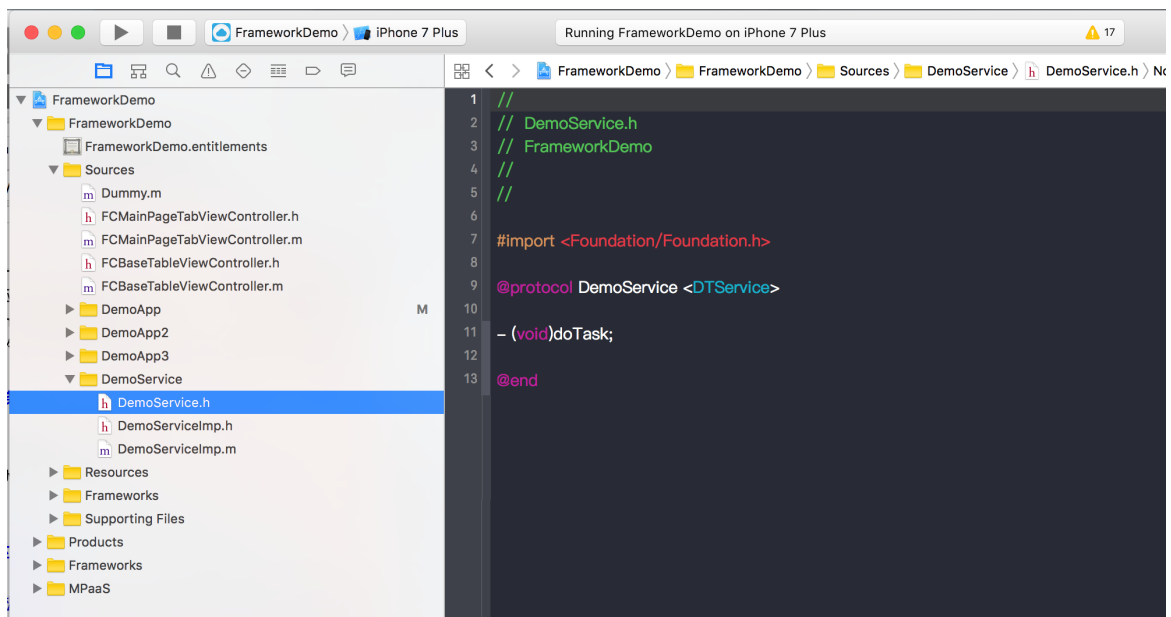 FrameworkDemo 〉 iPhone 7 Plus
Running FrameworkDemo on iPhone 7 Plus
17
FrameworkDemo 〉 FrameworkDemo 〉 Sources 〉 DemoService 〉 h DemoService.h 〉 No
FrameworkDemo
FrameworkDemo
FrameworkDemo.entitlements
Sources
m Dummy.m
h FCMainPageTabViewController.h
m FCMainPageTabViewController.m
h FCBaseTableViewController.h
m FCBaseTableViewController.m
DemoApp M
DemoApp2
DemoApp3
DemoService
h DemoService.h
h DemoServiceImp.h
m DemoServiceImp.m
Resources
Frameworks
Supporting Files
Products
Frameworks
MPaaS
1 //
2 // DemoService.h
3 // FrameworkDemo
4 //
5 //
6
7 #import <Foundation/Foundation.h>
8
9 @protocol DemoService <DTService>
10
11 - (void)doTask;
12
13 @end